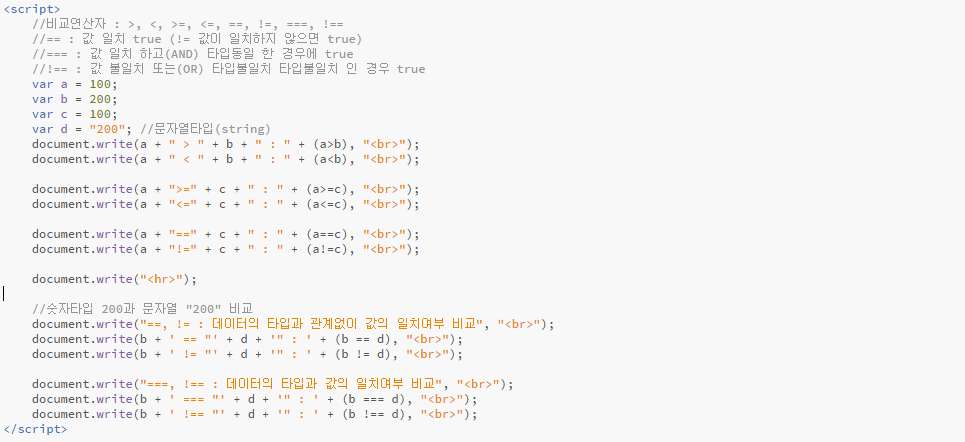 <script>
//비교연산자 : >, <, >=, <=, ==, !=, ===, !==
//== : 값 일치 true (!= 값이 일치하지 않으면 true)
//=== : 값 일치 하고(AND) 타입동일 한 경우에 true
//!== : 값 불일치 또는(OR) 타입불일치 타입불일치 인 경우 true
var a = 100;
var b = 200;
var c = 100;
var d = "200"; //문자열타입(string)
document.write(a + " > " + b + " : " + (a>b), "<br>");
document.write(a + " < " + b + " : " + (a<b), "<br>");
document.write(a + ">=" + c + " : " + (a>=c), "<br>");
document.write(a + "<=" + c + " : " + (a<=c), "<br>");
document.write(a + "==" + c + " : " + (a==c), "<br>");
document.write(a + "!=" + c + " : " + (a!=c), "<br>");
document.write("<hr>");
//숫자타입 200과 문자열 "200" 비교
document.write("==, != : 데이터의 타입과 관계없이 값의 일치여부 비교", "<br>");
document.write(b + ' == "' + d + '" : ' + (b == d), "<br>");
document.write(b + ' != "' + d + '" : ' + (b != d), "<br>");
document.write("===, !== : 데이터의 타입과 값의 일치여부 비교", "<br>");
document.write(b + ' === "' + d + '" : ' + (b === d), "<br>");
document.write(b + ' !== "' + d + '" : ' + (b !== d), "<br>");
</script>